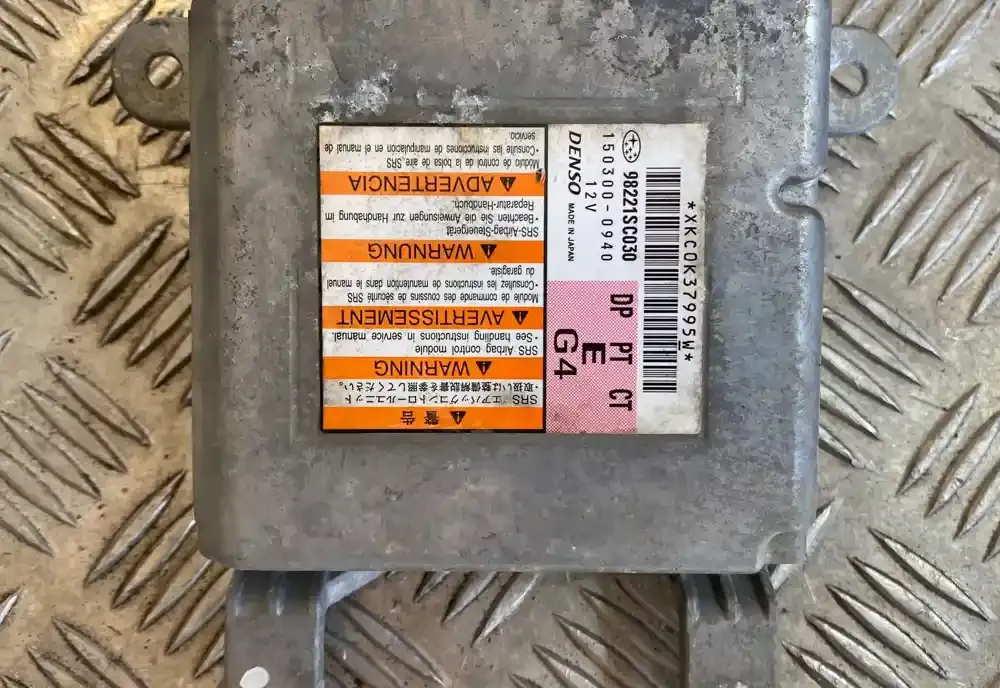 *XKC0K37995W*
98221SC030
150300-0940
12V
DENSO MADE IN JAPAN
DP PT CT
E
G4
警告
SRS エアバッグコントロールユニット
・取扱いは整備解説書を参照してください。
WARNING
SRS Airbag control module
・See handling instructions in service manual.
AVERTISSEMENT
Module de commande des coussins de sécurité SRS
・Consultez les instructions de manutention dans le manuel
du garagiste.
WARNUNG
SRS-Airbag-Steuergerät
・Beachten Sie die Anweisungen zur Handhabung im
Reparatur-Handbuch.
ADVERTENCIA
Módulo de control de la bolsa de aire SRS
・Consulte las instrucciones de manipulación en el manual de
servicio.